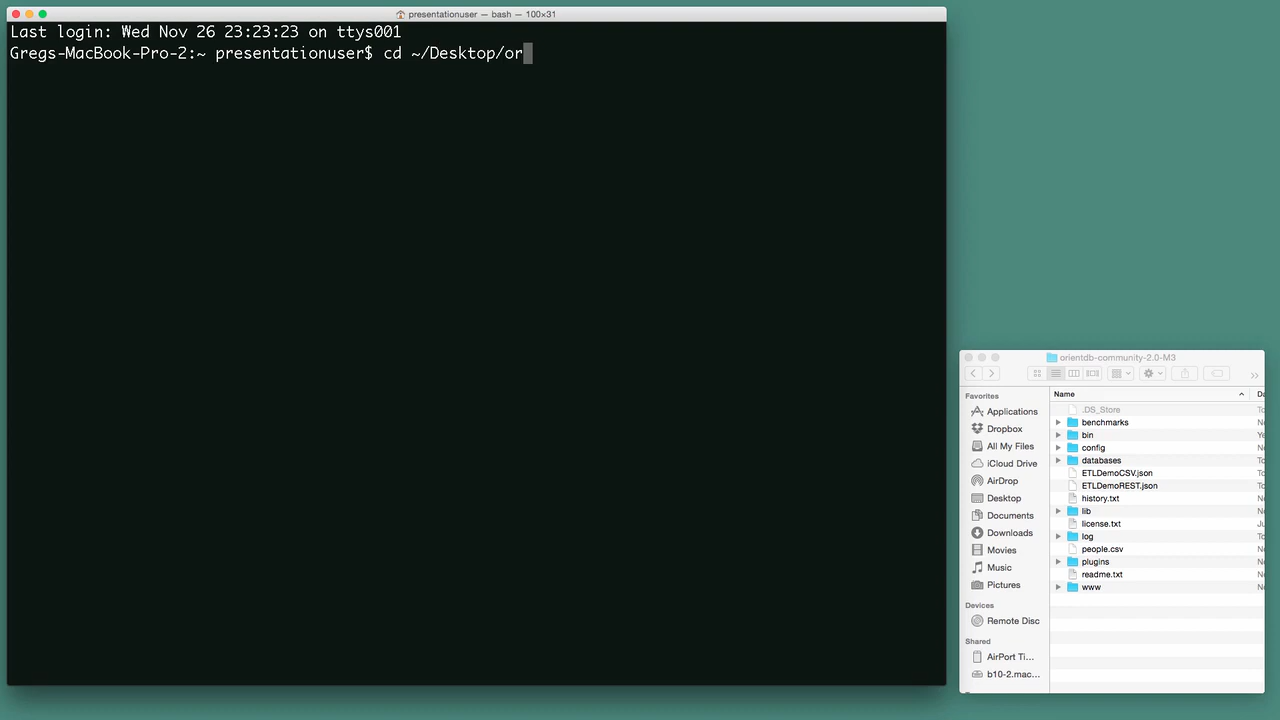 presentationuser — bash — 100×31
Last login: Wed Nov 26 23:23:23 on ttys001
Gregs-MacBook-Pro-2:~ presentationuser$ cd ~/Desktop/or
orientdb-community-2.0-M3
Favorites
Applications
Dropbox
All My Files
iCloud Drive
AirDrop
Desktop
Documents
Downloads
Movies
Music
Pictures
Devices
Remote Disc
Shared
AirPort Ti...
b10-2.mac...
Name
.DS_Store
benchmarks
bin
config
databases
ETLDemoCSV.json
ETLDemoREST.json
history.txt
lib
license.txt
log
people.csv
plugins
readme.txt
www